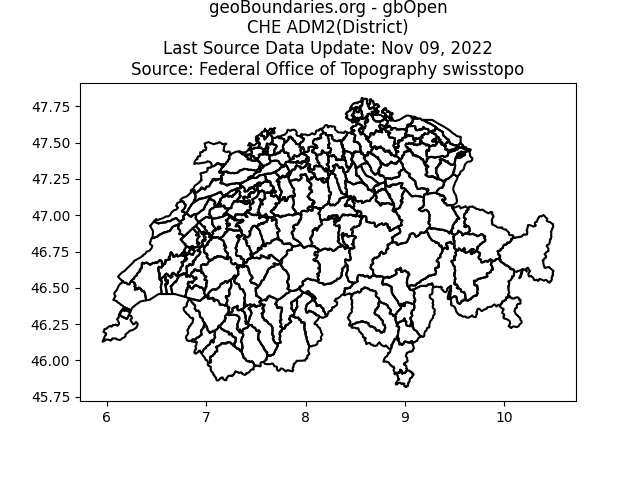 geoBoundaries.org - gbOpen
CHE ADM2(District)
Last Source Data Update: Nov 09, 2022
Source: Federal Office of Topography swisstopo
47.75
47.50
47.25
47.00
46.75
46.50
46.25
46.00
45.75
6 7 8 9 10